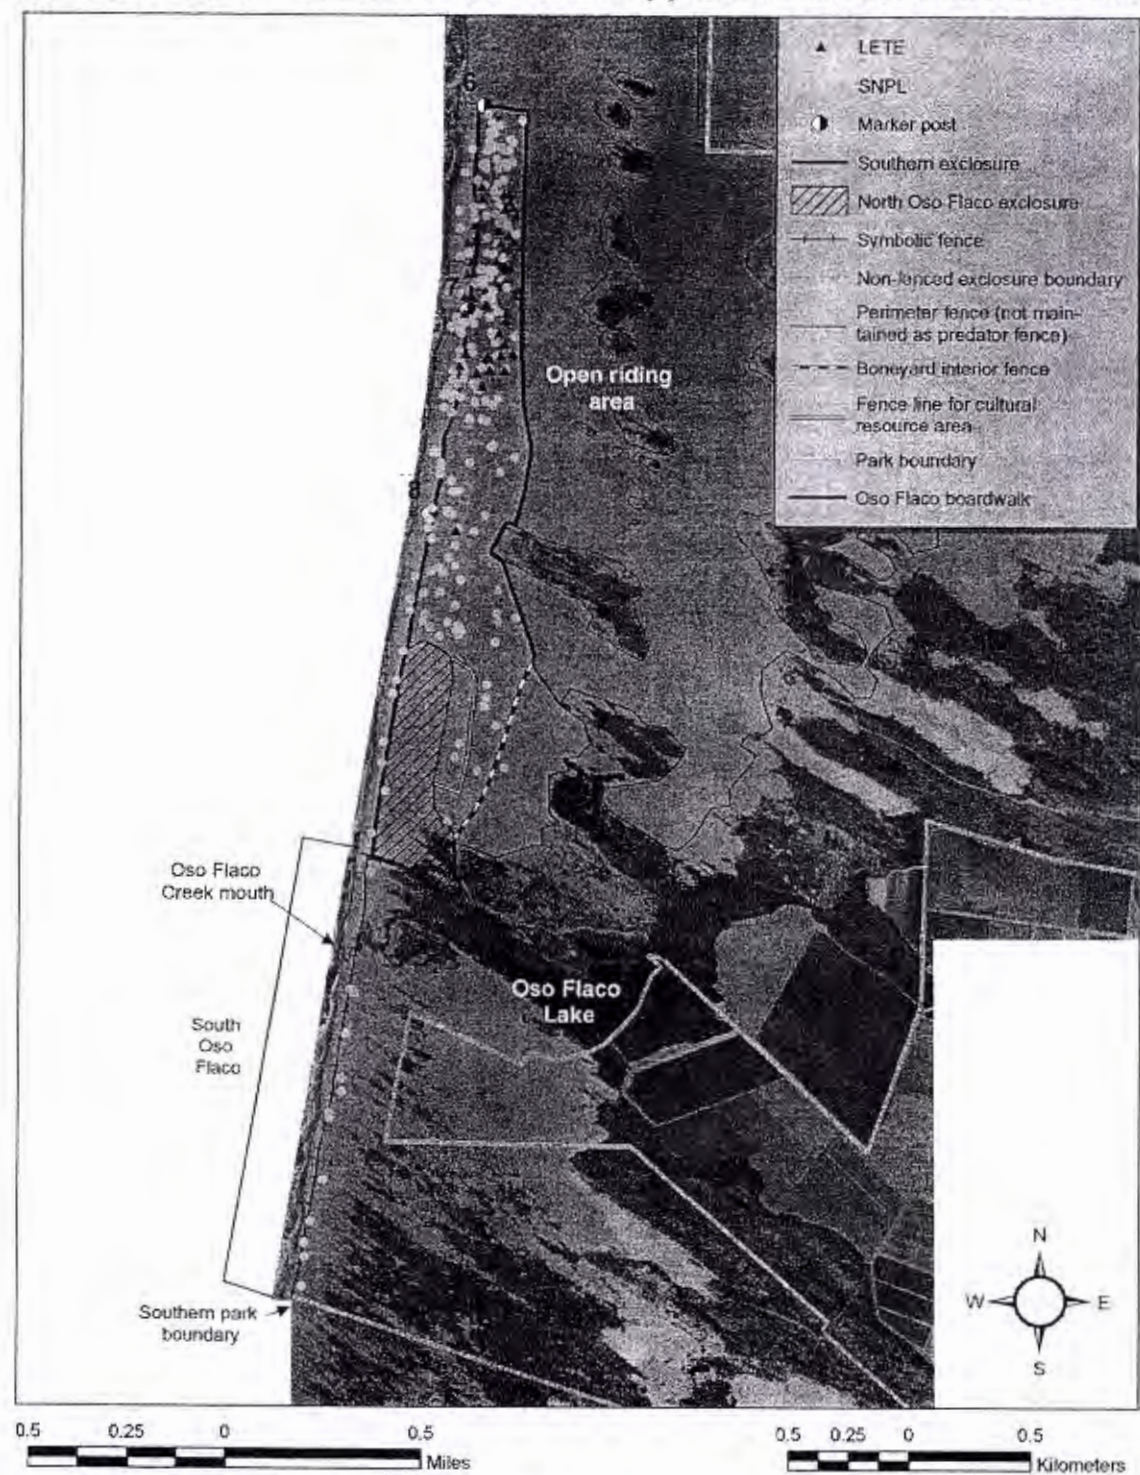 LETE
SNPL
Marker post
Southern exclosure
North Oso Flaco exclosure
Symbolic fence
Non-fenced exclosure boundary
Perimeter fence (not main-
tained as predator fence)
Boneyard interior fence
Fence line for cultural
resource area
Park boundary
Oso Flaco boardwalk
6
7
8
Open riding
area
Oso Flaco
Creek mouth
Oso Flaco
Lake
South
Oso
Flaco
Southern park
boundary
N
W
E
S
0.5 0.25 0 0.5
Miles
0.5 0.25 0 0.5
Kilometers